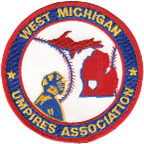 WEST MICHIGAN
UMPIRES ASSOCIATION